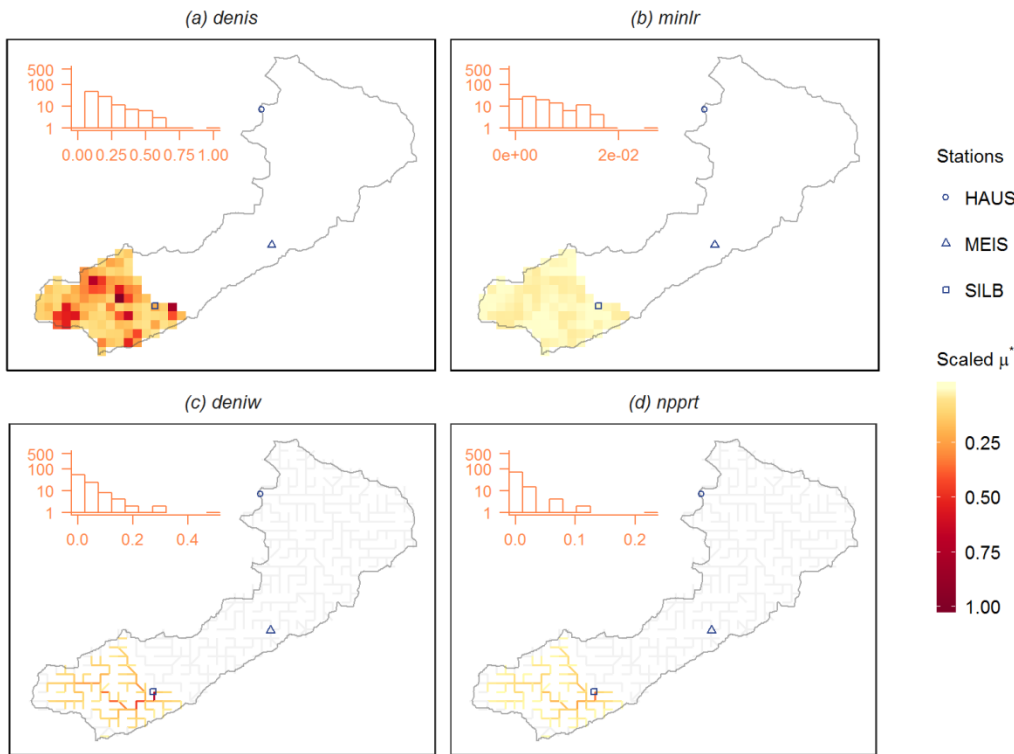 (a) denis
500
100
10
1
0.00 0.25 0.50 0.75 1.00
(b) minlr
500
100
10
1
0e+00 2e-02
Stations
HAUS
MEIS
SILB
Scaled μ*
0.25
0.50
0.75
1.00
(c) deniw
500
100
10
1
0.0 0.2 0.4
(d) npprt
500
100
10
1
0.0 0.1 0.2